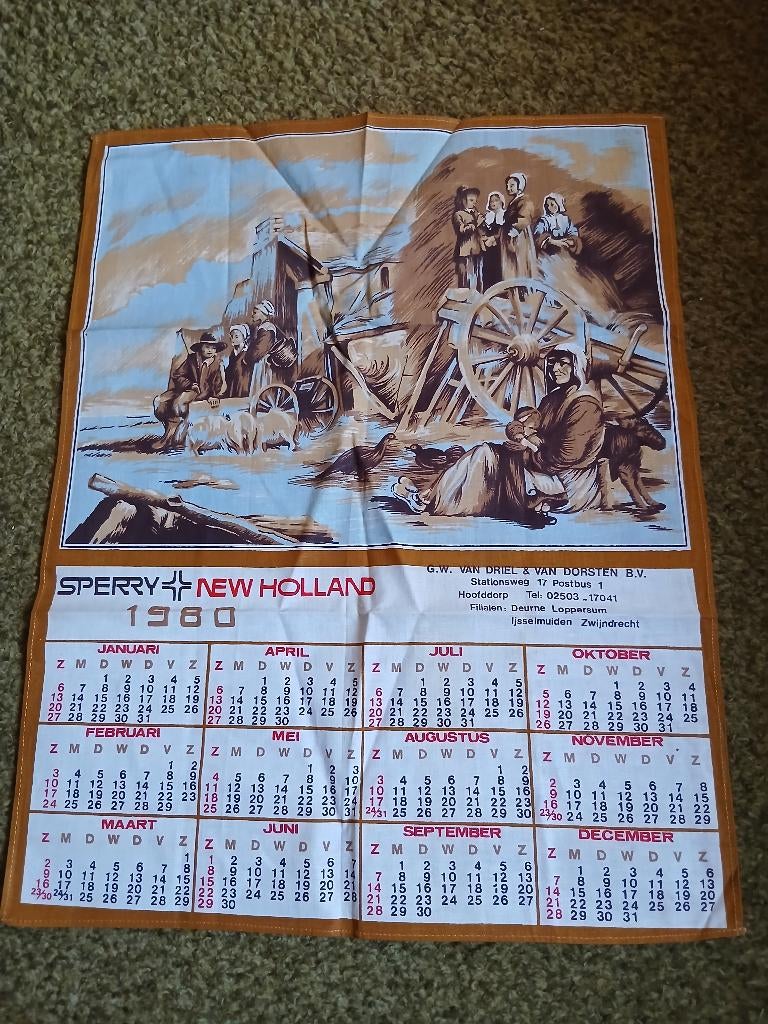 SPERRY NEW HOLLAND
1980
G.W. VAN DRIEL & VAN DORSTEN B.V.
Stationsweg 17 Postbus 1
Hoofddorp Tel: 02503-17041
Filialen: Deurne Loppersum
Ijsselmuiden Zwijndrecht
JANUARI
Z M D W D V Z
1 2 3 4 5
6 7 8 9 10 11 12
13 14 15 16 17 18 19
20 21 22 23 24 25 26
27 28 29 30 31
FEBRUARI
Z M D W D V Z
1 2
3 4 5 6 7 8 9
10 11 12 13 14 15 16
17 18 19 20 21 22 23
24 25 26 27 28 29
MAART
Z M D W D V Z
1
2 3 4 5 6 7 8
9 10 11 12 13 14 15
16 17 18 19 20 21 22
23/30 24/31 25 26 27 28 29
APRIL
Z M D W D V Z
1 2 3 4 5
6 7 8 9 10 11 12
13 14 15 16 17 18 19
20 21 22 23 24 25 26
27 28 29 30
MEI
Z M D W D V Z
1 2 3
4 5 6 7 8 9 10
11 12 13 14 15 16 17
18 19 20 21 22 23 24
25 26 27 28 29 30 31
JUNI
Z M D W D V Z
1 2 3 4 5 6 7
8 9 10 11 12 13 14
15 16 17 18 19 20 21
22 23 24 25 26 27 28
29 30
JULI
Z M D W D V Z
1 2 3 4 5
6 7 8 9 10 11 12
13 14 15 16 17 18 19
20 21 22 23 24 25 26
27 28 29 30 31
AUGUSTUS
Z M D W D V Z
1 2
3 4 5 6 7 8 9
10 11 12 13 14 15 16
17 18 19 20 21 22 23
24/31 25 26 27 28 29 30
SEPTEMBER
Z M D W D V Z
1 2 3 4 5 6
7 8 9 10 11 12 13
14 15 16 17 18 19 20
21 22 23 24 25 26 27
28 29 30
OKTOBER
Z M D W D V Z
1 2 3 4
5 6 7 8 9 10 11
12 13 14 15 16 17 18
19 20 21 22 23 24 25
26 27 28 29 30 31
NOVEMBER
Z M D W D V Z
2 3 4 5 6 7 8
9 10 11 12 13 14 15
16 17 18 19 20 21 22
23/30 24 25 26 27 28 29
DECEMBER
Z M D W D V Z
1 2 3 4 5 6
7 8 9 10 11 12 13
14 15 16 17 18 19 20
21 22 23 24 25 26 27
28 29 30 31